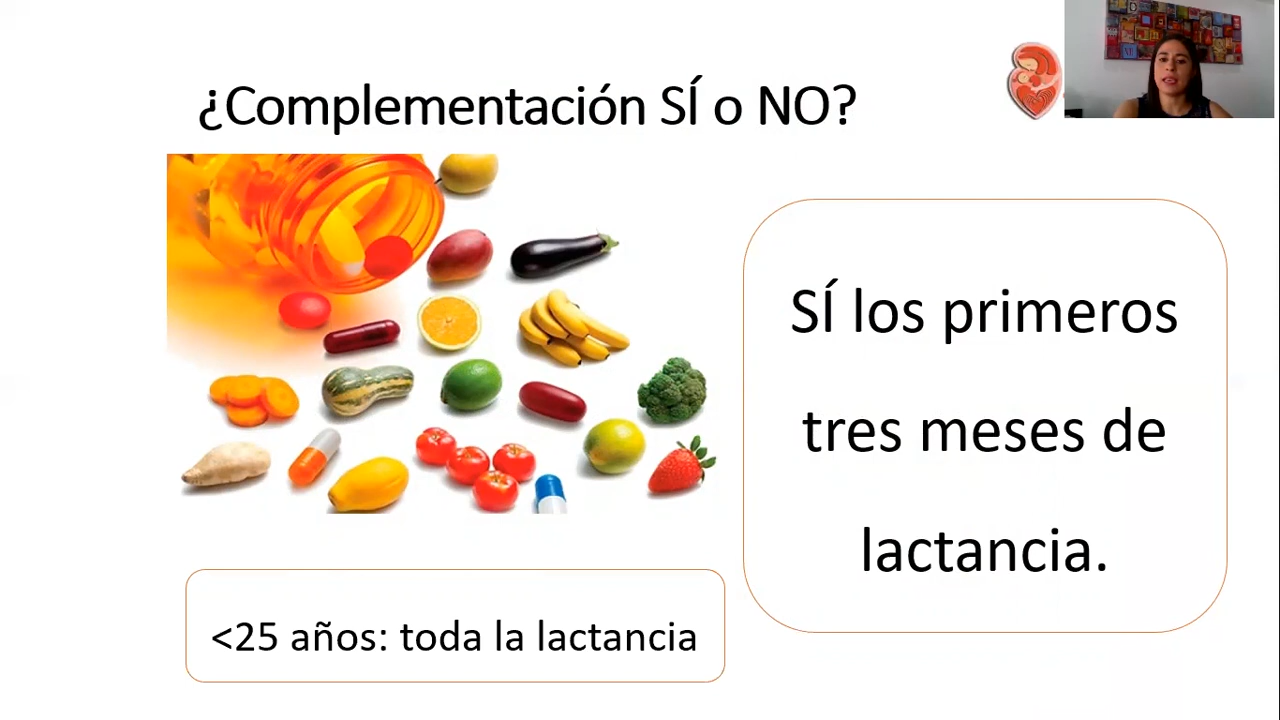 ¿Complementación SÍ o NO?
SÍ los primeros
tres meses de
lactancia.
<25 años: toda la lactancia